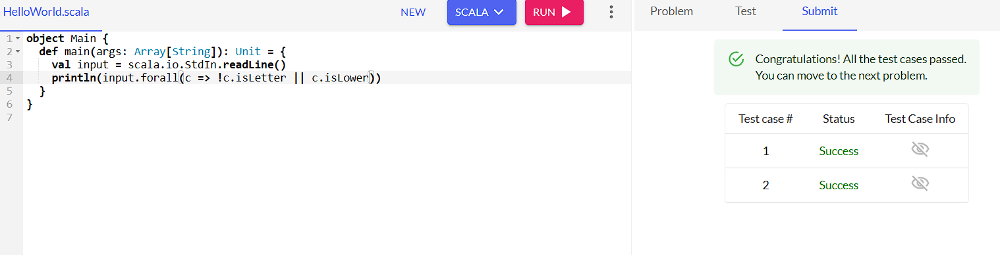 HelloWorld.scala
NEW
SCALA
RUN
1 object Main {
2   def main(args: Array[String]): Unit = {
3     val input = scala.io.StdIn.readLine()
4     println(input.forall(c => !c.isLetter || c.isLower))
5   }
6 }
7
Problem Test Submit
Congratulations! All the test cases passed.
You can move to the next problem.
Test case # Status Test Case Info
1 Success
2 Success